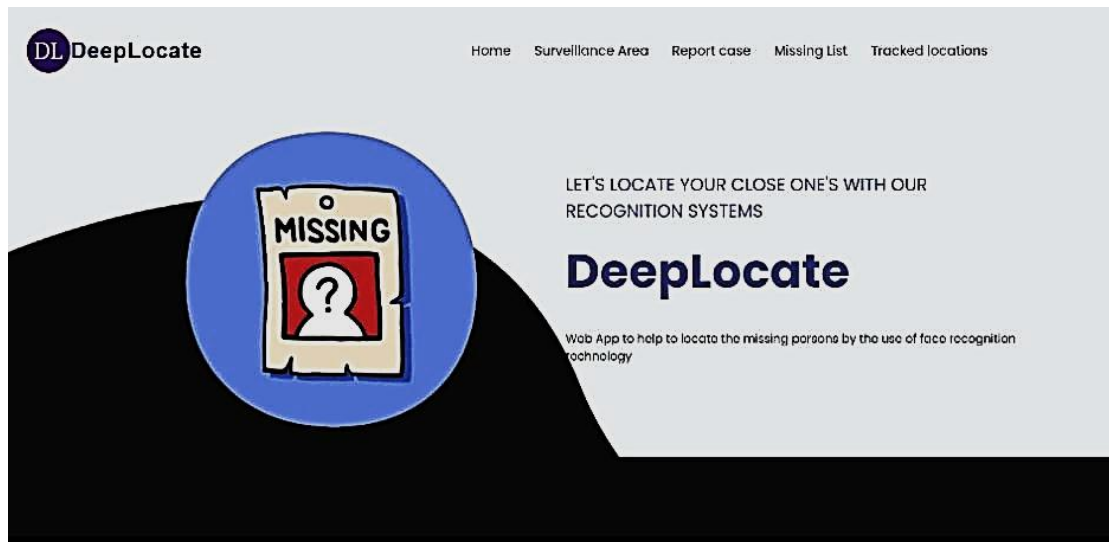 DL DeepLocate
Home Surveillance Area Report case Missing List Tracked locations
MISSING
?
LET'S LOCATE YOUR CLOSE ONE'S WITH OUR
RECOGNITION SYSTEMS
DeepLocate
Web App to help to locate the missing persons by the use of face recognition
technology